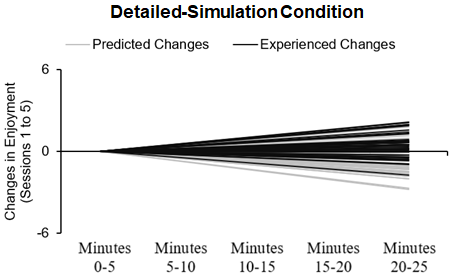 Detailed-Simulation Condition
Predicted Changes Experienced Changes
Changes in Enjoyment
(Sessions 1 to 5)
6
0
-6
Minutes Minutes Minutes Minutes Minutes
0-5 5-10 10-15 15-20 20-25